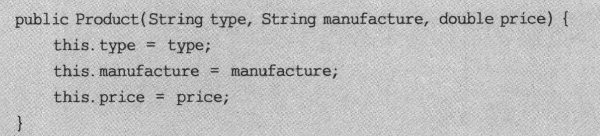 public Product(String type, String manufacture, double price) {
    this.type = type;
    this.manufacture = manufacture;
    this.price = price;
}